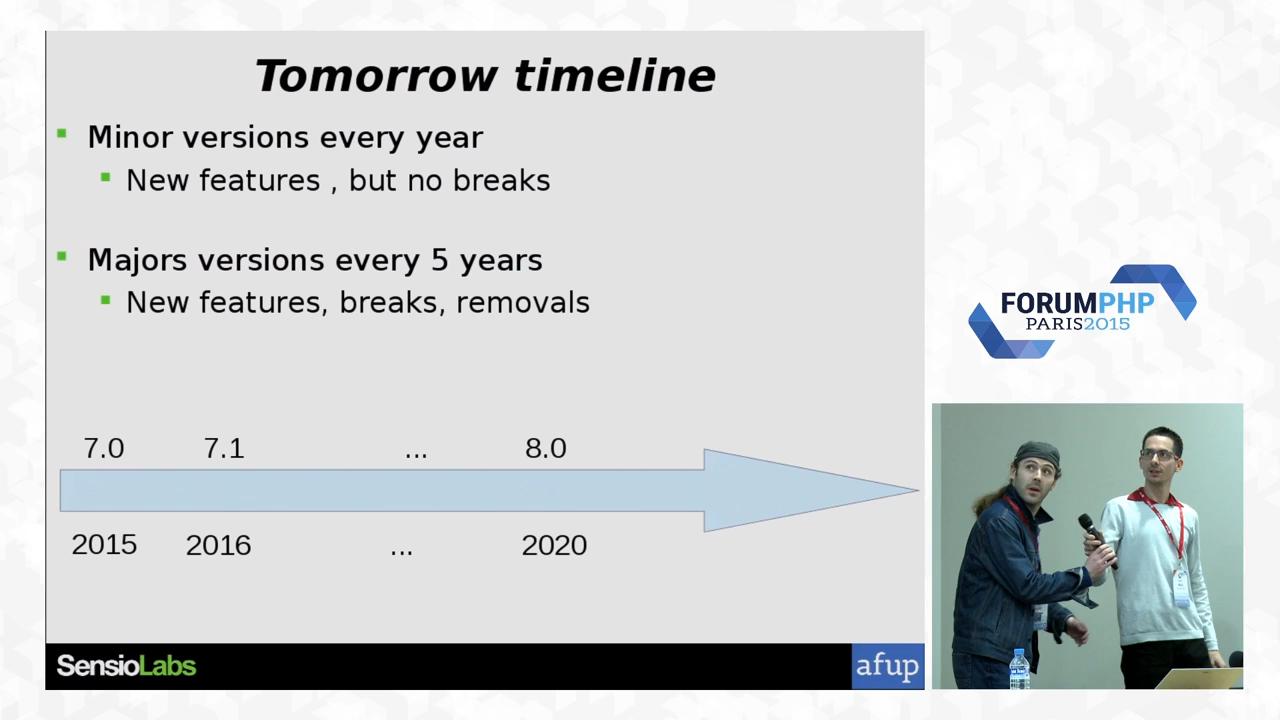 Tomorrow timeline
Minor versions every year
New features , but no breaks
Majors versions every 5 years
New features, breaks, removals
7.0 7.1 ... 8.0
2015 2016 ... 2020
SensioLabs
afup
FORUMPHP
PARIS2015